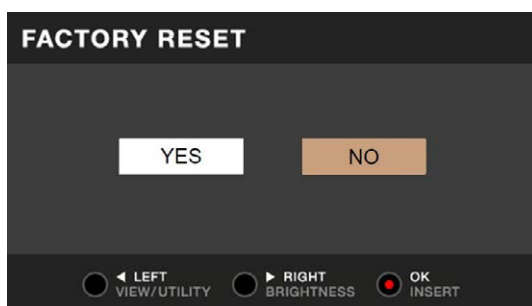 FACTORY RESET
YES
NO
◄ LEFT
VIEW/UTILITY
► RIGHT
BRIGHTNESS
OK
INSERT